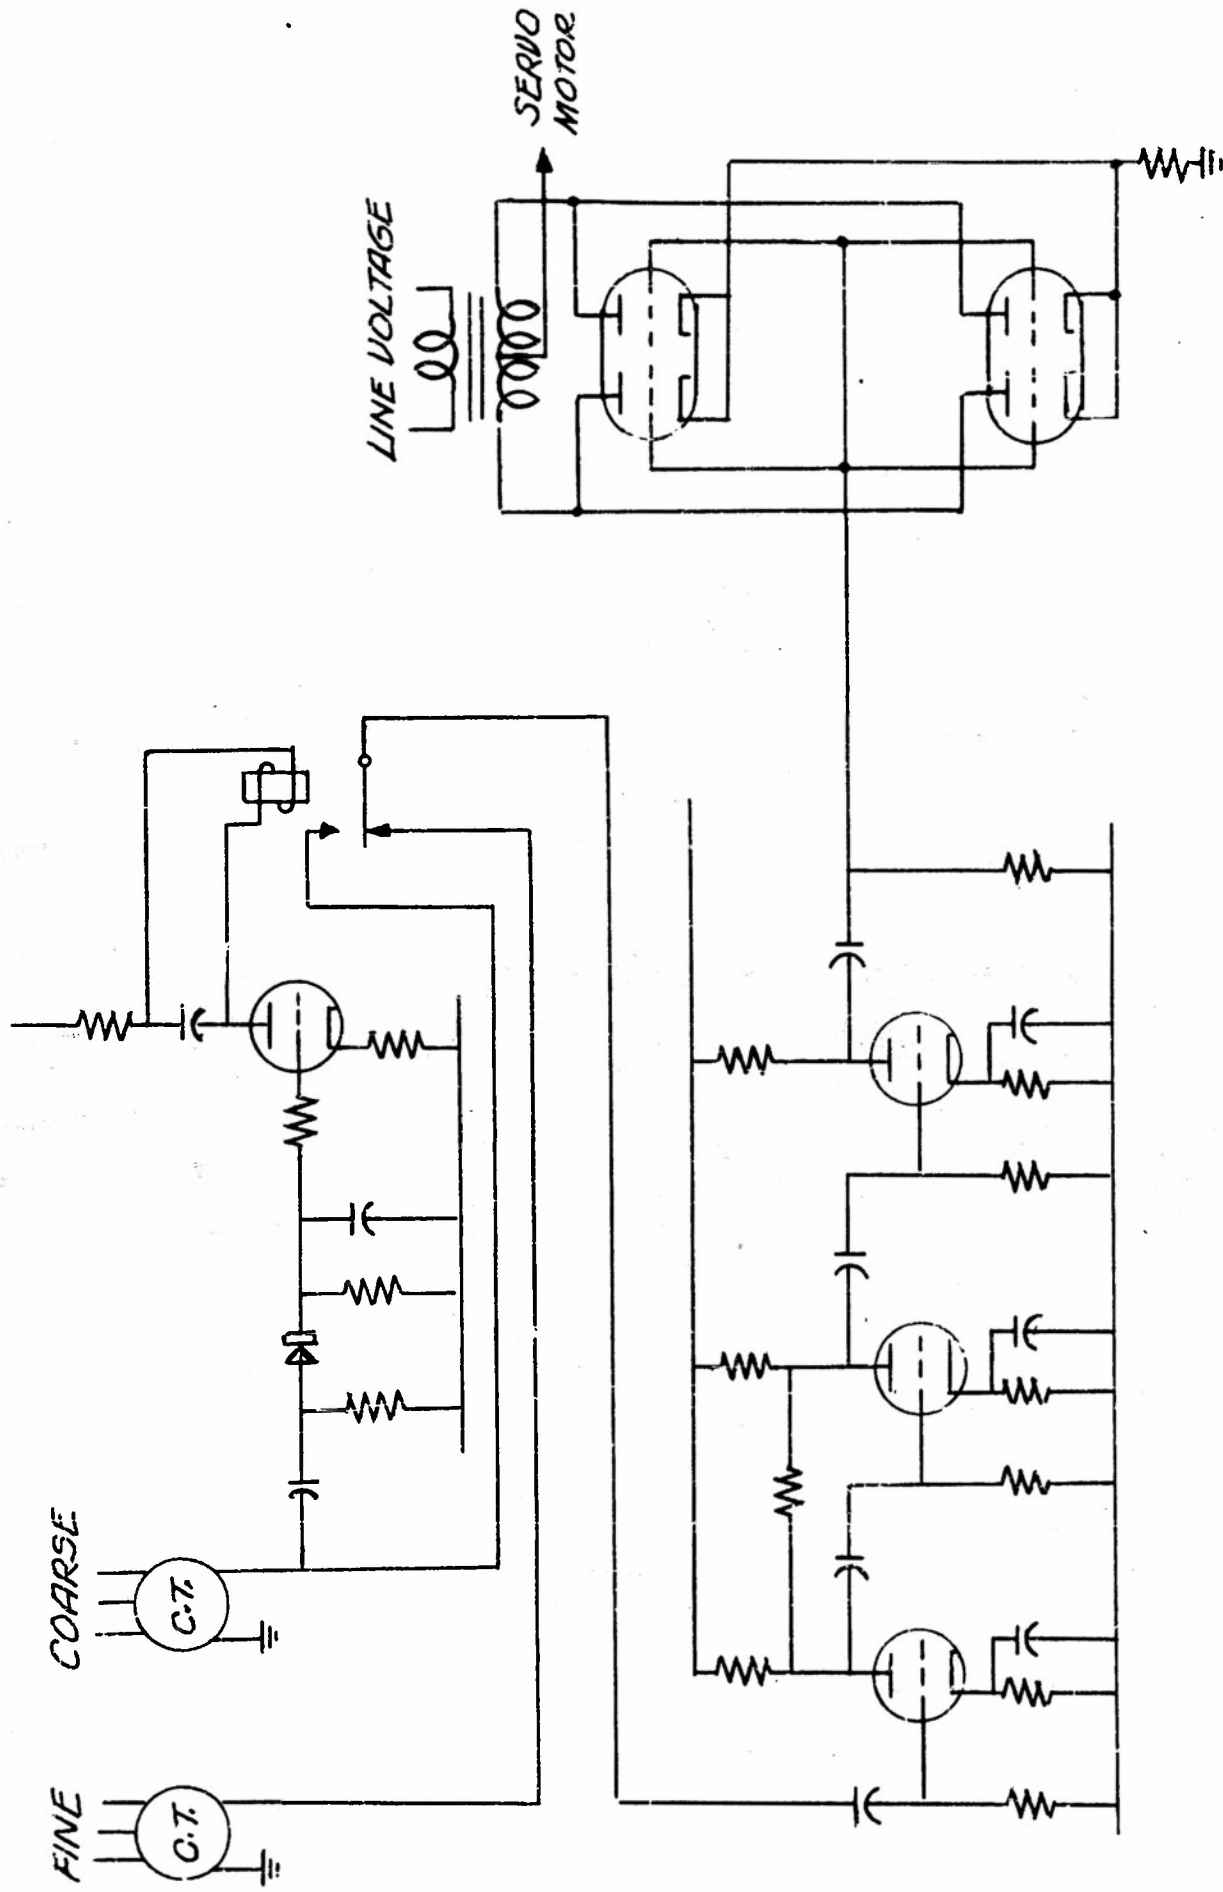 FINE
C.T.
COARSE
C.T.
LINE VOLTAGE
SERVO
MOTOR